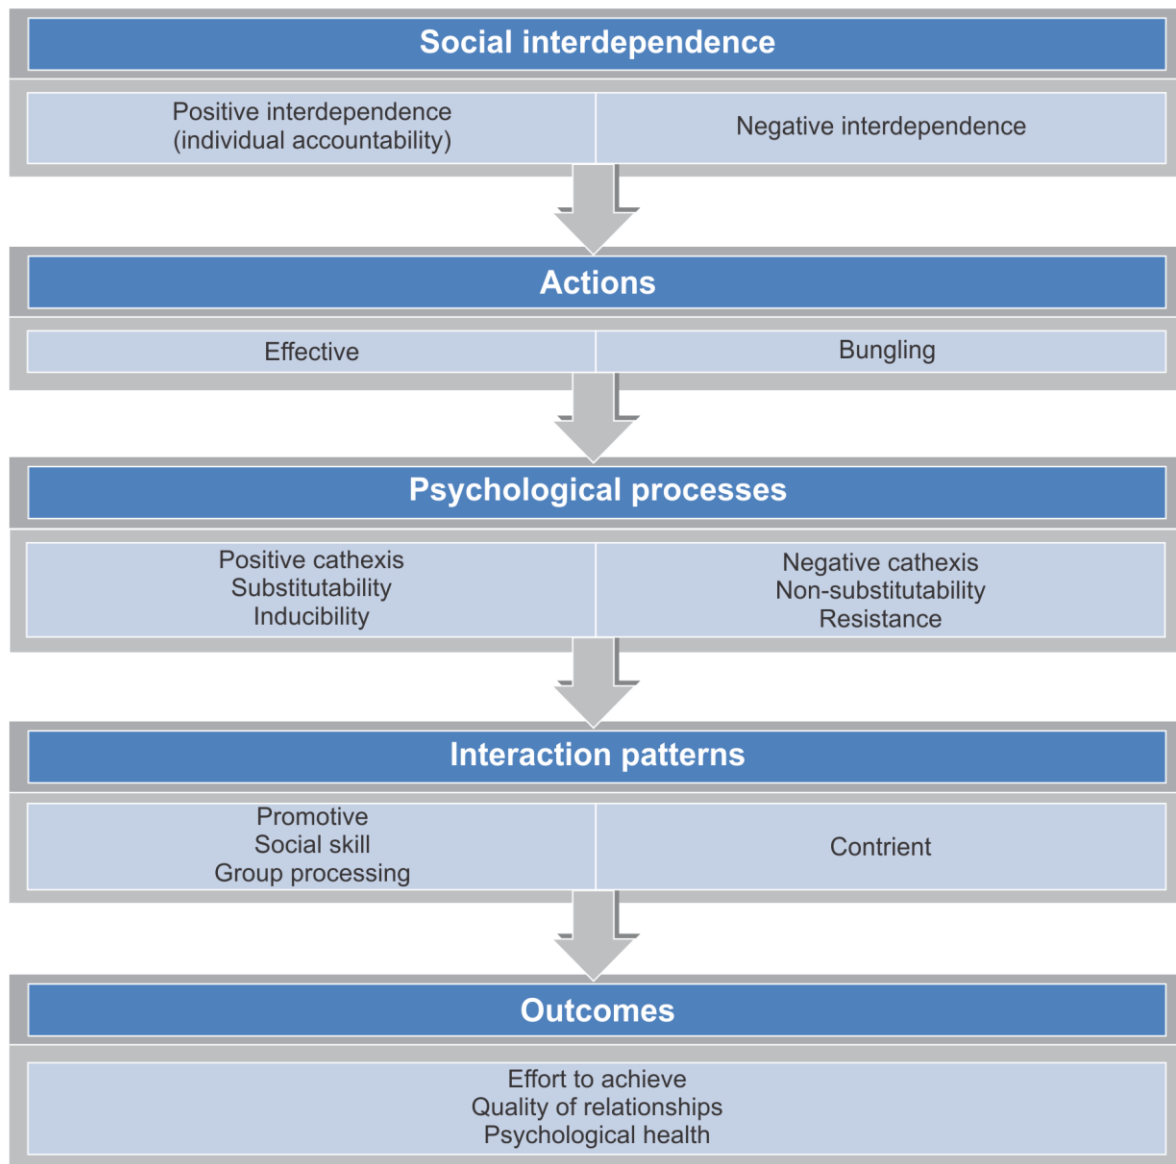 Social interdependence
Positive interdependence
(individual accountability)
Negative interdependence
Actions
Effective
Bungling
Psychological processes
Positive cathexis
Substitutability
Inducibility
Negative cathexis
Non-substitutability
Resistance
Interaction patterns
Promotive
Social skill
Group processing
Contrient
Outcomes
Effort to achieve
Quality of relationships
Psychological health